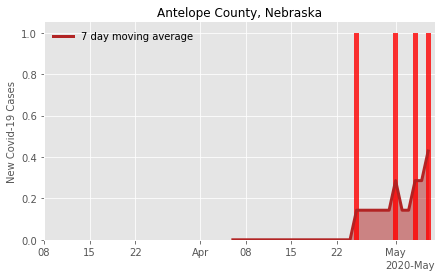 Antelope County, Nebraska
7 day moving average
New Covid-19 Cases
1.0
0.8
0.6
0.4
0.2
0.0
08 15 22 Apr 08 15 22 May
2020-May